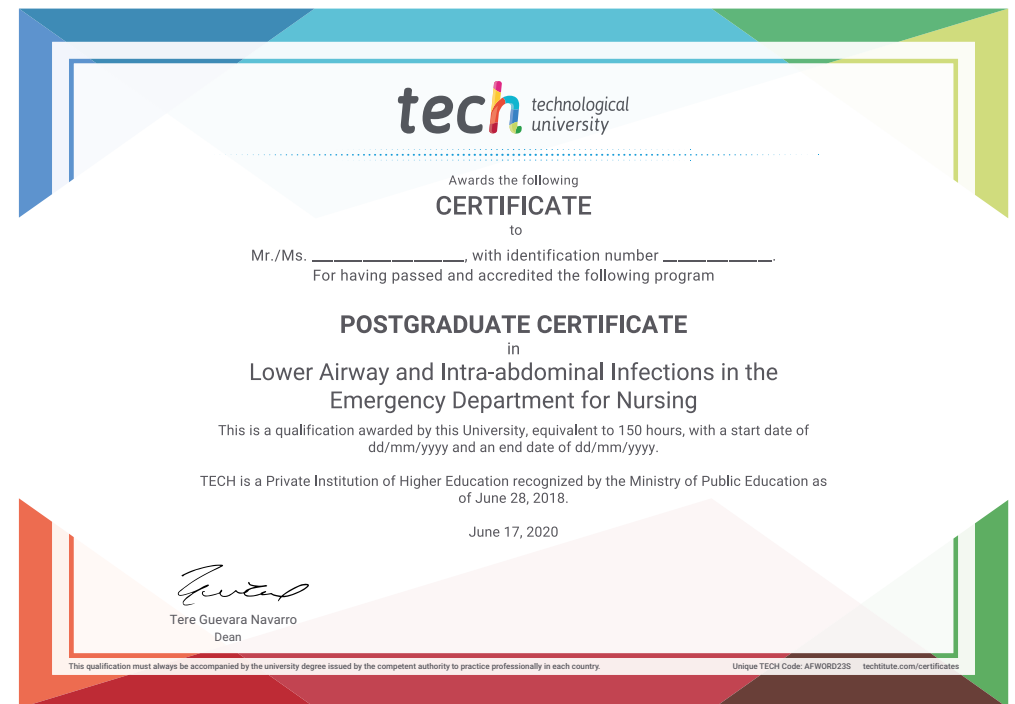 tech technological
university
Awards the following
CERTIFICATE
to
Mr./Ms. ________________, with identification number ____________.
For having passed and accredited the following program
POSTGRADUATE CERTIFICATE
in
Lower Airway and Intra-abdominal Infections in the
Emergency Department for Nursing
This is a qualification awarded by this University, equivalent to 150 hours, with a start date of
dd/mm/yyyy and an end date of dd/mm/yyyy.
TECH is a Private Institution of Higher Education recognized by the Ministry of Public Education as
of June 28, 2018.
June 17, 2020
Tere Guevara Navarro
Dean
This qualification must always be accompanied by the university degree issued by the competent authority to practice professionally in each country. Unique TECH Code: AFWORD23S techtitute.com/certificates